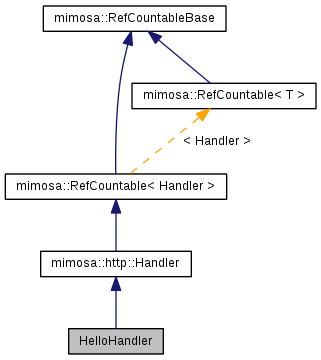 mimosa::RefCountableBase
mimosa::RefCountable< T >
< Handler >
mimosa::RefCountable< Handler >
mimosa::http::Handler
HelloHandler